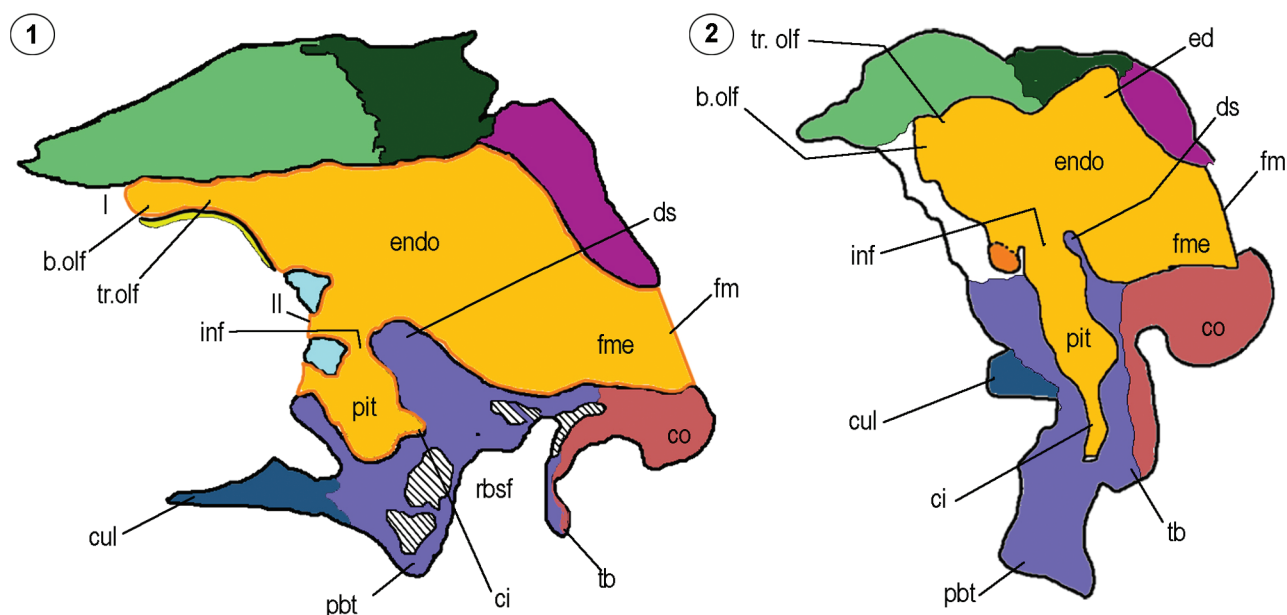 1
I
b.olf
tr.olf
endo
ds
II
inf
fm
fme
pit
co
rbsf
cul
pbt
ci
tb
2
tr. olf
ed
b.olf
ds
endo
fm
inf
fme
pit
co
cul
ci
tb
pbt